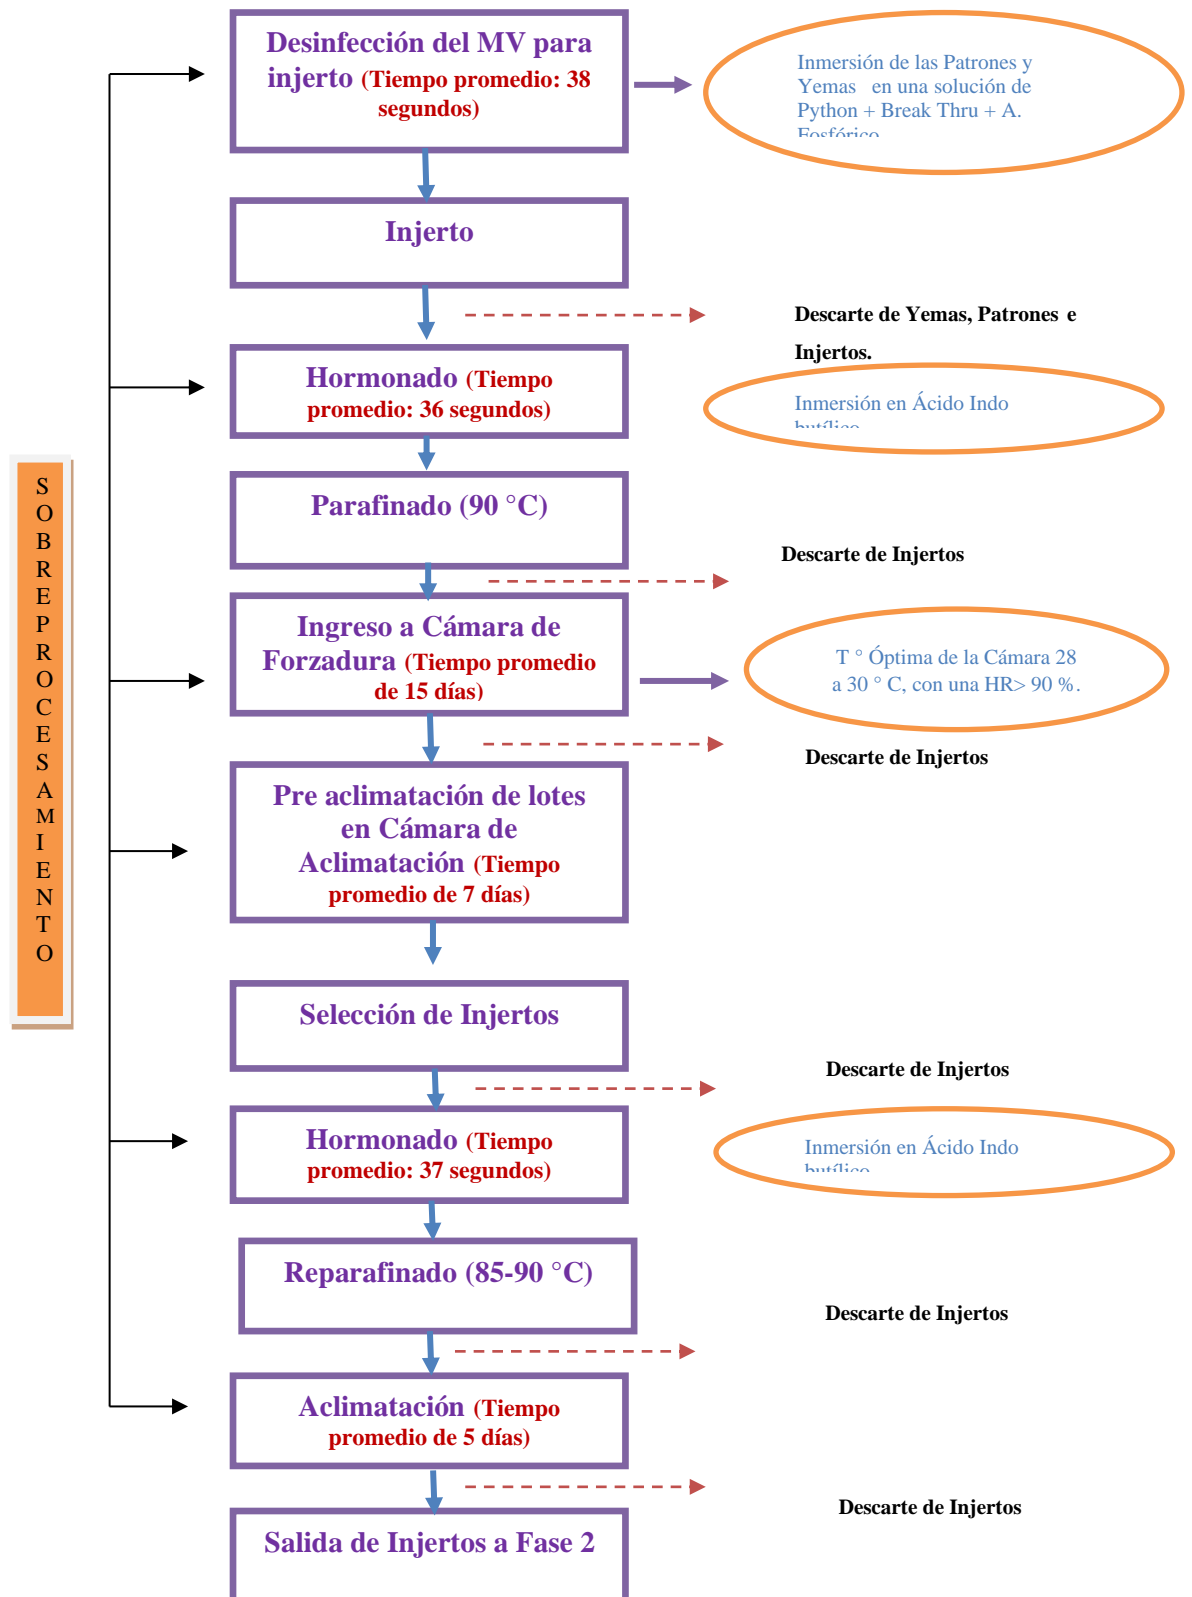 Desinfección del MV para
injerto (Tiempo promedio: 38
segundos)
Inmersión de las Patrones y
Yemas en una solución de
Python + Break Thru + A.
Fosfórico
Injerto
Descarte de Yemas, Patrones e
Injertos.
Hormonado (Tiempo
promedio: 36 segundos)
Inmersión en Ácido Indo
butílico
SOBREPROCESAMIENTO
Parafinado (90 °C)
Descarte de Injertos
Ingreso a Cámara de
Forzadura (Tiempo promedio
de 15 días)
T ° Óptima de la Cámara 28
a 30 ° C, con una HR> 90 %.
Descarte de Injertos
Pre aclimatación de lotes
en Cámara de
Aclimatación (Tiempo
promedio de 7 días)
Selección de Injertos
Descarte de Injertos
Hormonado (Tiempo
promedio: 37 segundos)
Inmersión en Ácido Indo
butílico
Reparafinado (85-90 °C)
Descarte de Injertos
Aclimatación (Tiempo
promedio de 5 días)
Descarte de Injertos
Salida de Injertos a Fase 2